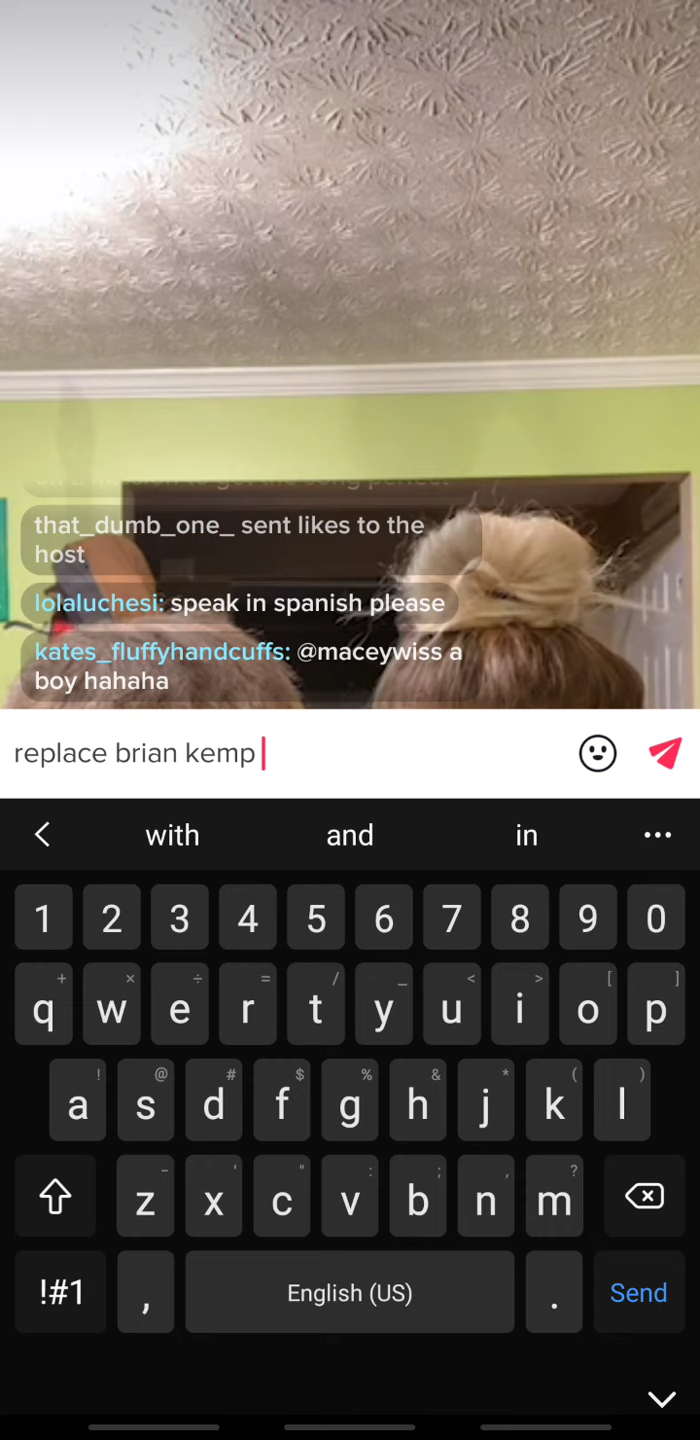 that_dumb_one_ sent likes to the
host
lolaluchesi: speak in spanish please
kates_fluffyhandcuffs: @maceywiss a
boy hahaha
replace brian kemp
with and in ...
1 2 3 4 5 6 7 8 9 0
+ × ÷ = / _ < > [ ]
q w e r t y u i o p
! @ # $ % & * ( )
a s d f g h j k l
- ' " : ; , ?
z x c v b n m
!#1 , English (US) . Send